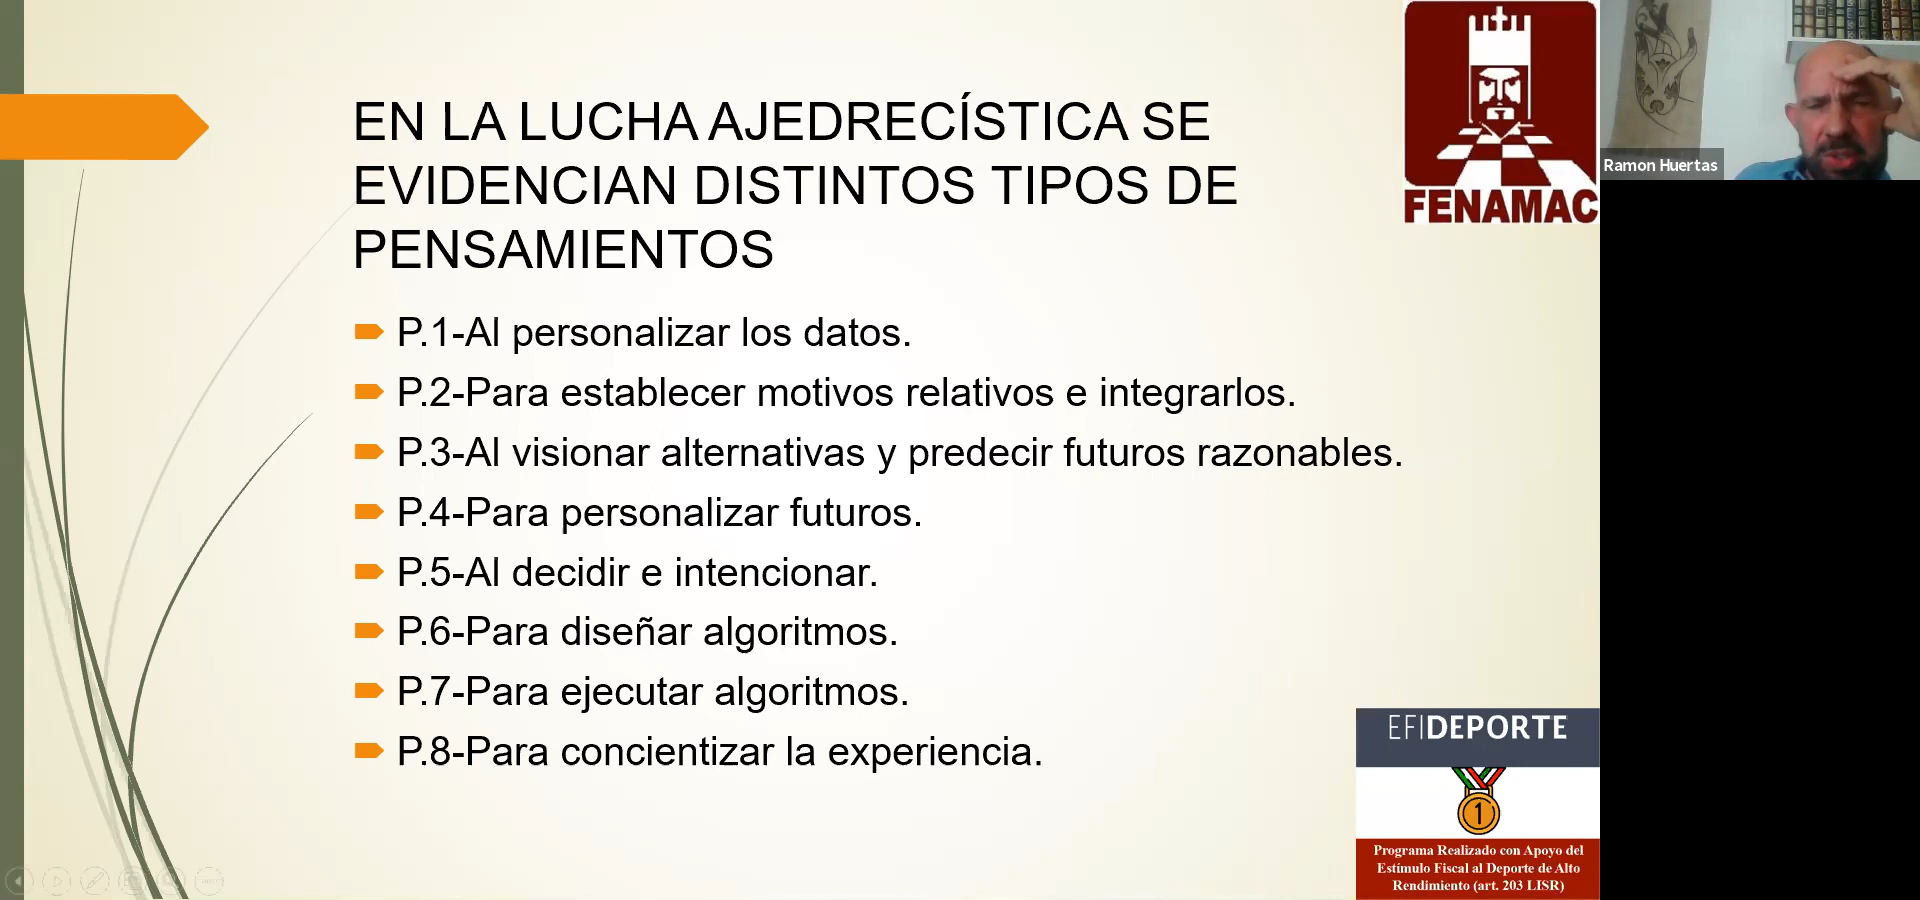 EN LA LUCHA AJEDRECÍSTICA SE
EVIDENCIAN DISTINTOS TIPOS DE
PENSAMIENTOS
P.1-Al personalizar los datos.
P.2-Para establecer motivos relativos e integrarlos.
P.3-Al visionar alternativas y predecir futuros razonables.
P.4-Para personalizar futuros.
P.5-Al decidir e intencionar.
P.6-Para diseñar algoritmos.
P.7-Para ejecutar algoritmos.
P.8-Para concientizar la experiencia.
FENAMAC
Ramon Huertas
EFIDEPORTE
1
Programa Realizado con Apoyo del
Estímulo Fiscal al Deporte de Alto
Rendimiento (art. 203 LISR)